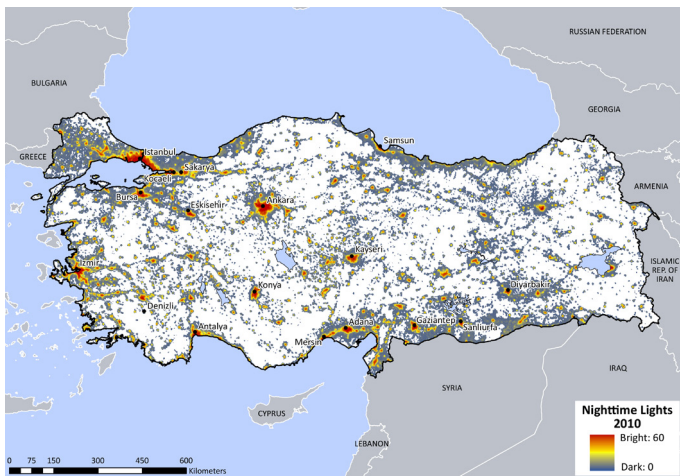 RUSSIAN FEDERATION
BULGARIA
GEORGIA
Samsun
Istanbul
GREECE
Sakarya
Kocaeli
ARMENIA
Bursa
Eskisehir
Ankara
Kayseri
Izmir
ISLAMIC
REP. OF
IRAN
Konya
Diyarbakir
Denizli
Antalya
Adana
Gaziantep
Sanliurfa
Mersin
IRAQ
SYRIA
CYPRUS
LEBANON
Nighttime Lights
2010
Bright: 60
Dark: 0
0 75 150 300 450 600
Kilometers